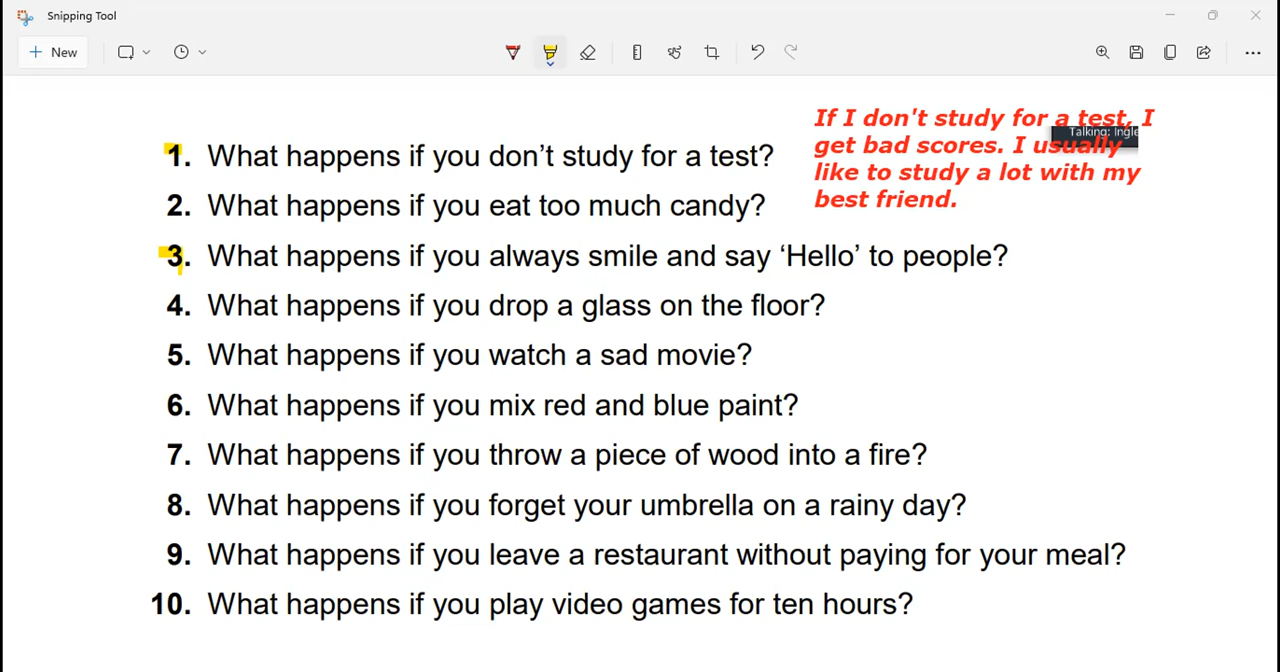 Snipping Tool
New
If I don't study for a test, I
get bad scores. I usually
like to study a lot with my
best friend.
Talking: Ingle
1. What happens if you don’t study for a test?
2. What happens if you eat too much candy?
3. What happens if you always smile and say ‘Hello’ to people?
4. What happens if you drop a glass on the floor?
5. What happens if you watch a sad movie?
6. What happens if you mix red and blue paint?
7. What happens if you throw a piece of wood into a fire?
8. What happens if you forget your umbrella on a rainy day?
9. What happens if you leave a restaurant without paying for your meal?
10. What happens if you play video games for ten hours?